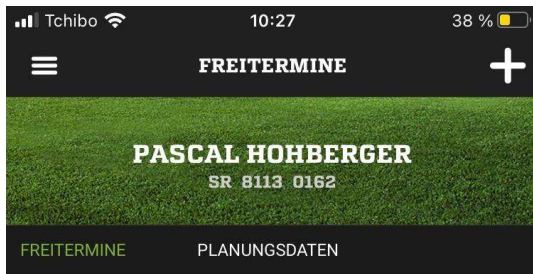 Tchibo 10:27 38 %
FREITERMINE
PASCAL HOHBERGER
SR 8113 0162
FREITERMINE PLANUNGSDATEN